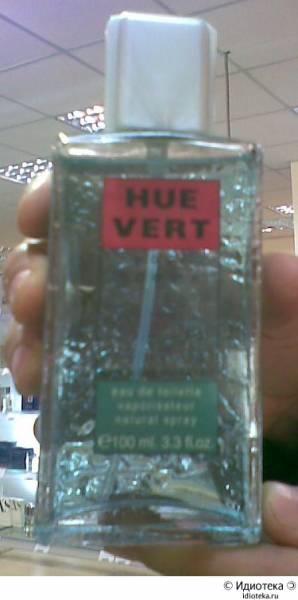 HUE
VERT
eau de toilette
vaporisateur
natural spray
℮100 ml. 3.3 fl.oz.
© Идиотека Э
idioteka.ru